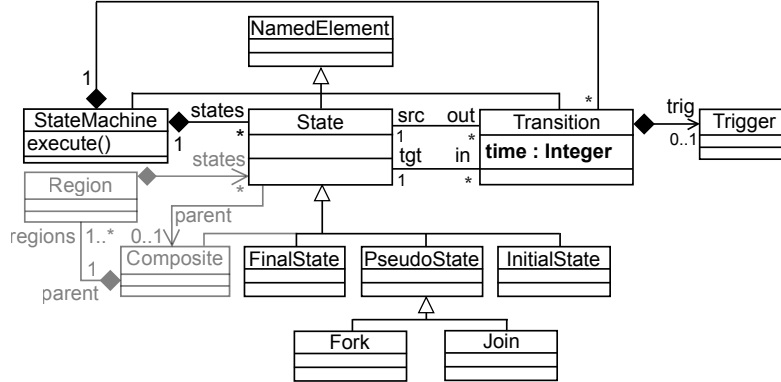 NamedElement
1
StateMachine
execute()
states
1
*
State
src
out
1
*
tgt
in
1
*
*
Transition
time : Integer
trig
0..1
Trigger
Region
states
*
parent
regions
1..*
0..1
1
parent
Composite
FinalState
PseudoState
InitialState
Fork
Join